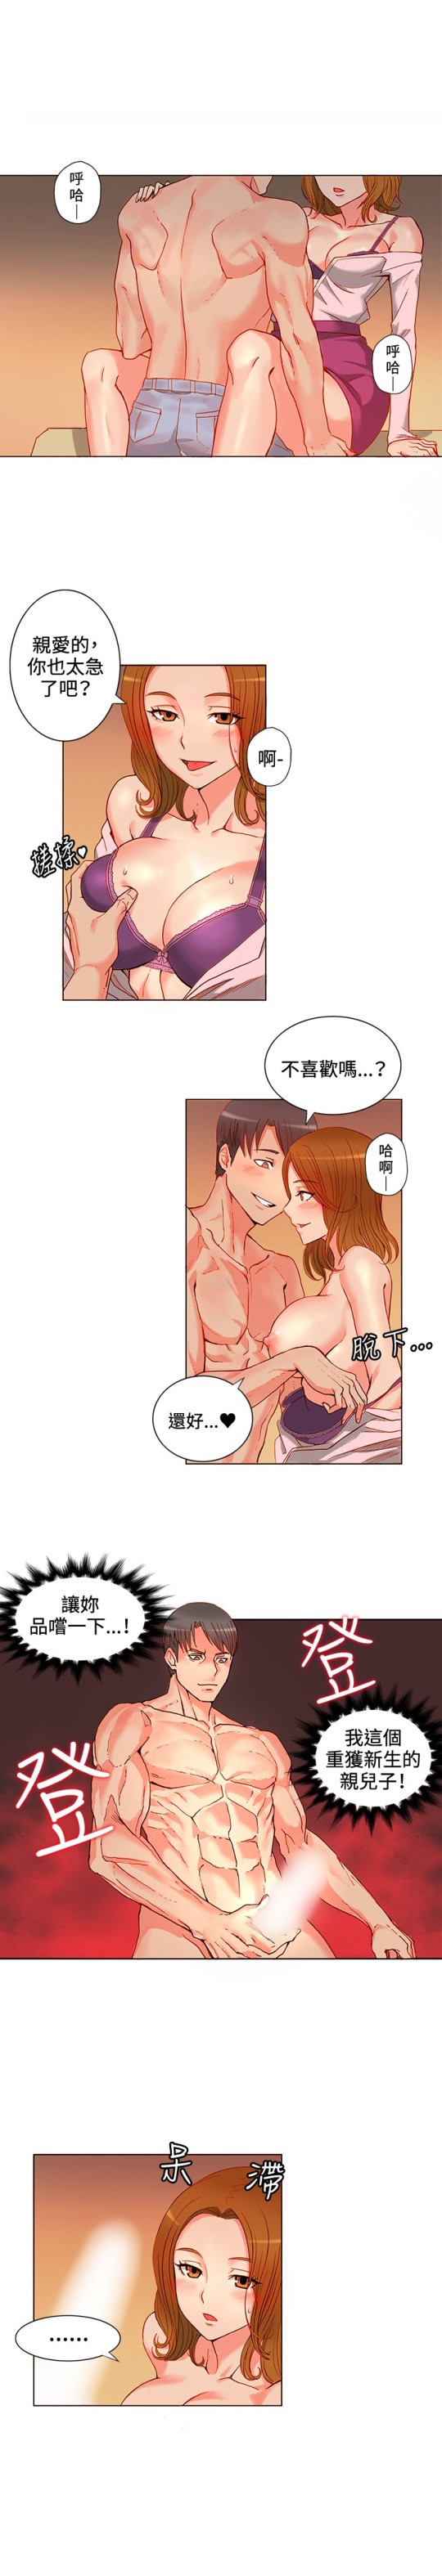 呼
哈
—
呼
哈
—
親愛的,
你也太急
了吧?
啊-
搓揉♥
不喜歡嗎...?
哈
啊
—
脫下...
還好...♥
讓妳
品嚐一下...!
登
我這個
重獲新生的
親兒子!
登
呆滯
......